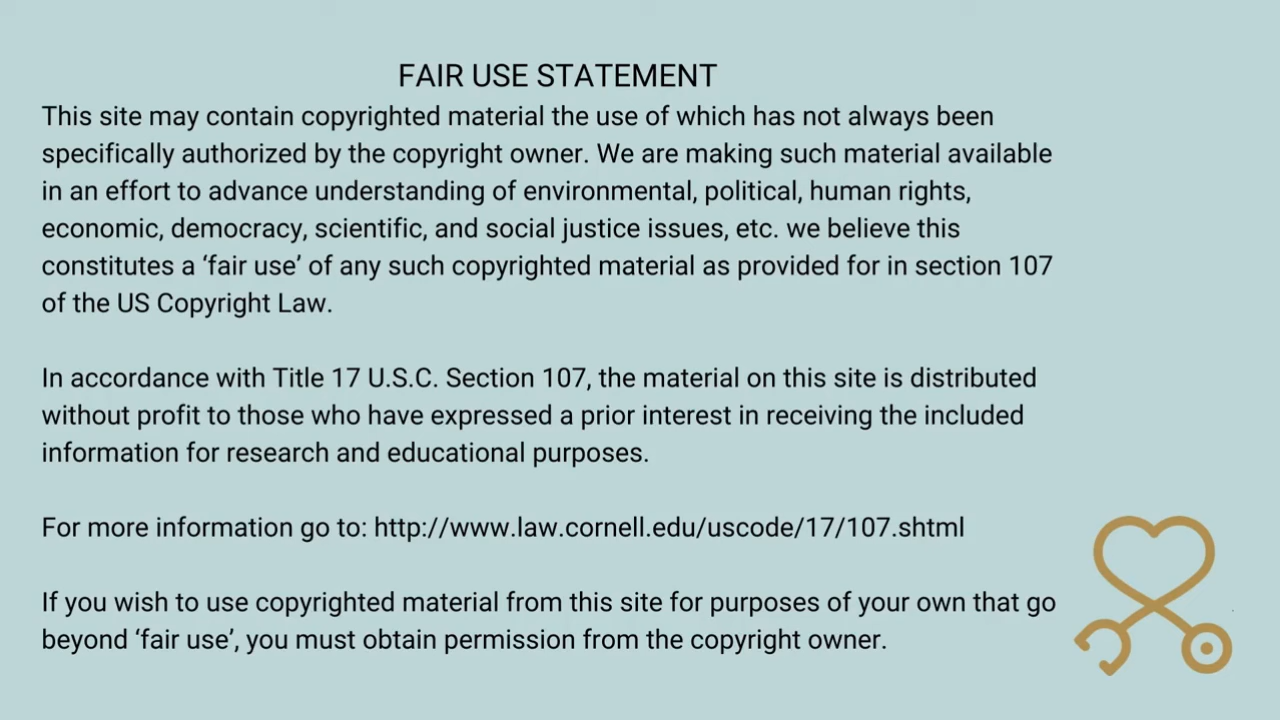 FAIR USE STATEMENT
This site may contain copyrighted material the use of which has not always been
specifically authorized by the copyright owner. We are making such material available
in an effort to advance understanding of environmental, political, human rights,
economic, democracy, scientific, and social justice issues, etc. we believe this
constitutes a ‘fair use’ of any such copyrighted material as provided for in section 107
of the US Copyright Law.
In accordance with Title 17 U.S.C. Section 107, the material on this site is distributed
without profit to those who have expressed a prior interest in receiving the included
information for research and educational purposes.
For more information go to: http://www.law.cornell.edu/uscode/17/107.shtml
If you wish to use copyrighted material from this site for purposes of your own that go
beyond ‘fair use’, you must obtain permission from the copyright owner.